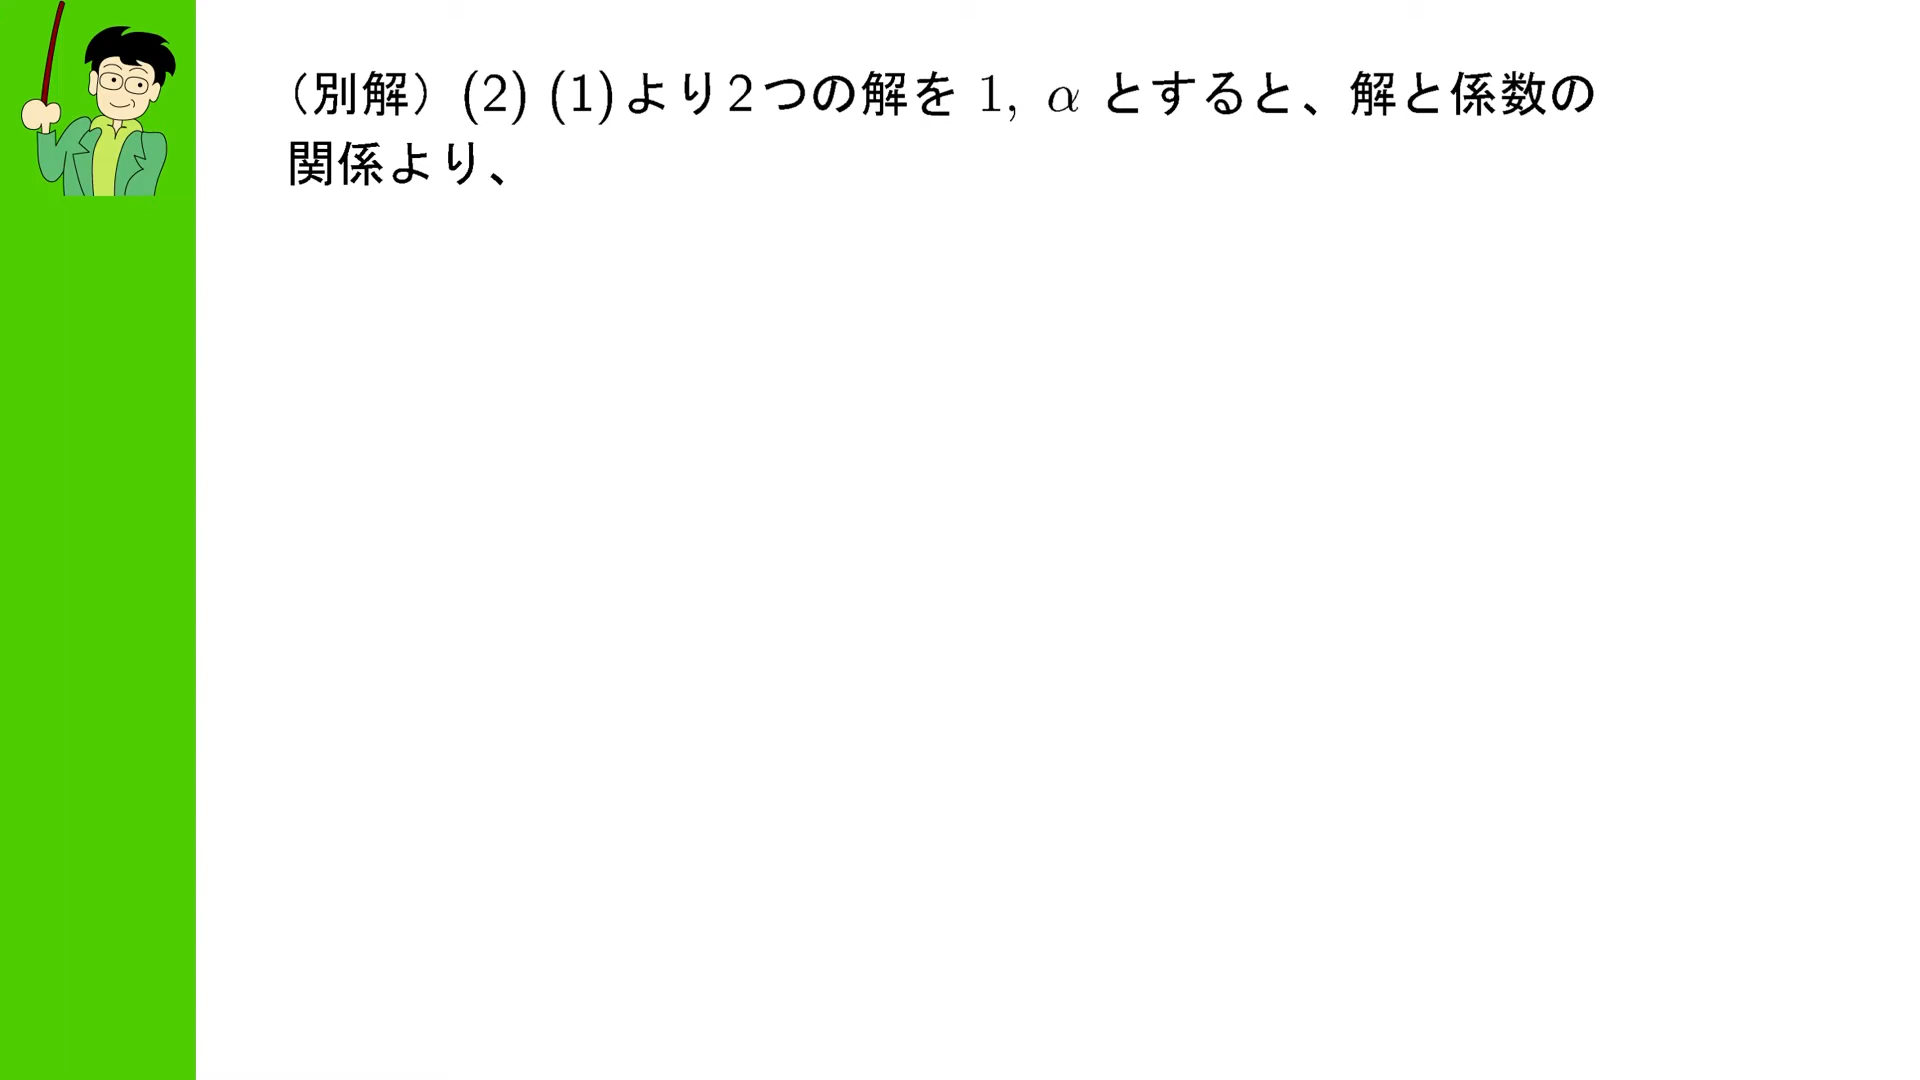 （別解）(2) (1)より2つの解を 1, α とすると、解と係数の
関係より、